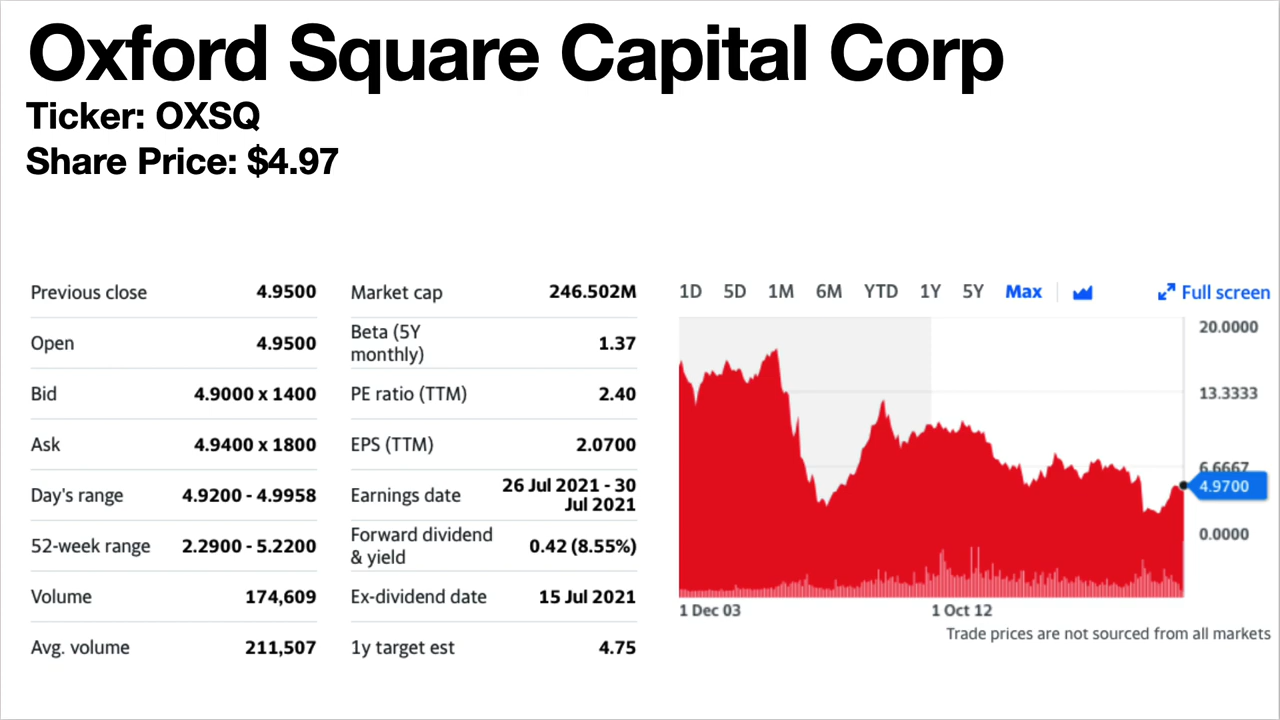 Oxford Square Capital Corp
Ticker: OXSQ
Share Price: $4.97
Previous close 4.9500
Open 4.9500
Bid 4.9000 x 1400
Ask 4.9400 x 1800
Day's range 4.9200 - 4.9958
52-week range 2.2900 - 5.2200
Volume 174,609
Avg. volume 211,507
Market cap 246.502M
Beta (5Y
monthly) 1.37
PE ratio (TTM) 2.40
EPS (TTM) 2.0700
Earnings date 26 Jul 2021 - 30
Jul 2021
Forward dividend
& yield 0.42 (8.55%)
Ex-dividend date 15 Jul 2021
1y target est 4.75
1D 5D 1M 6M YTD 1Y 5Y Max Full screen
20.0000
13.3333
6.6667
4.9700
0.0000
1 Dec 03 1 Oct 12
Trade prices are not sourced from all markets